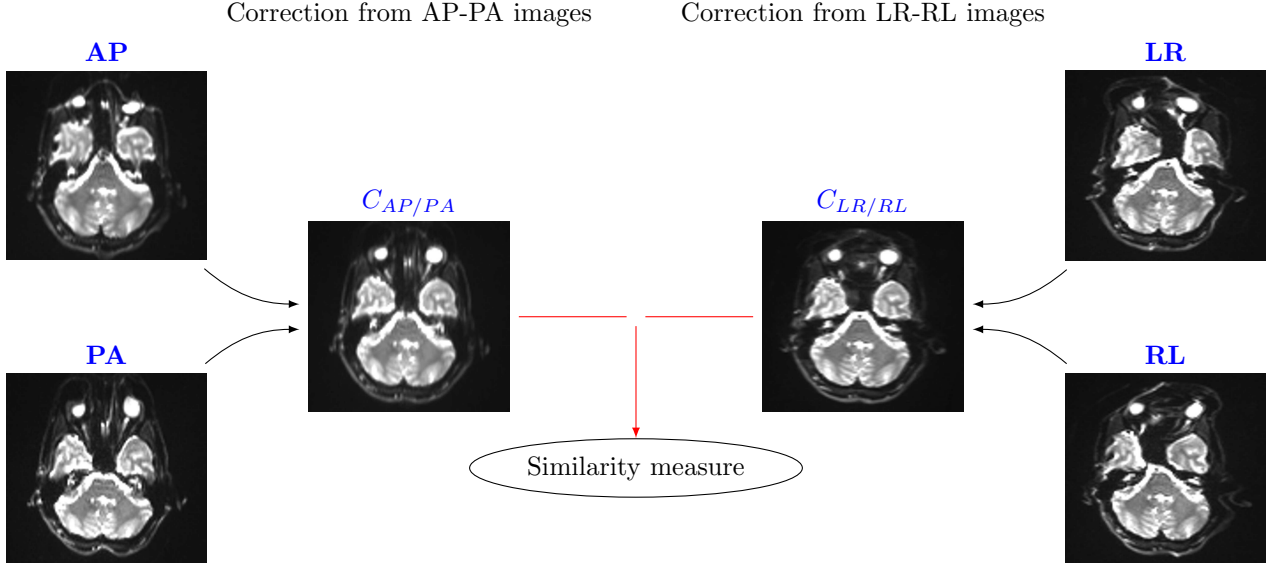 Correction from AP-PA images
Correction from LR-RL images
AP
LR
C_{AP/PA}
C_{LR/RL}
PA
RL
Similarity measure